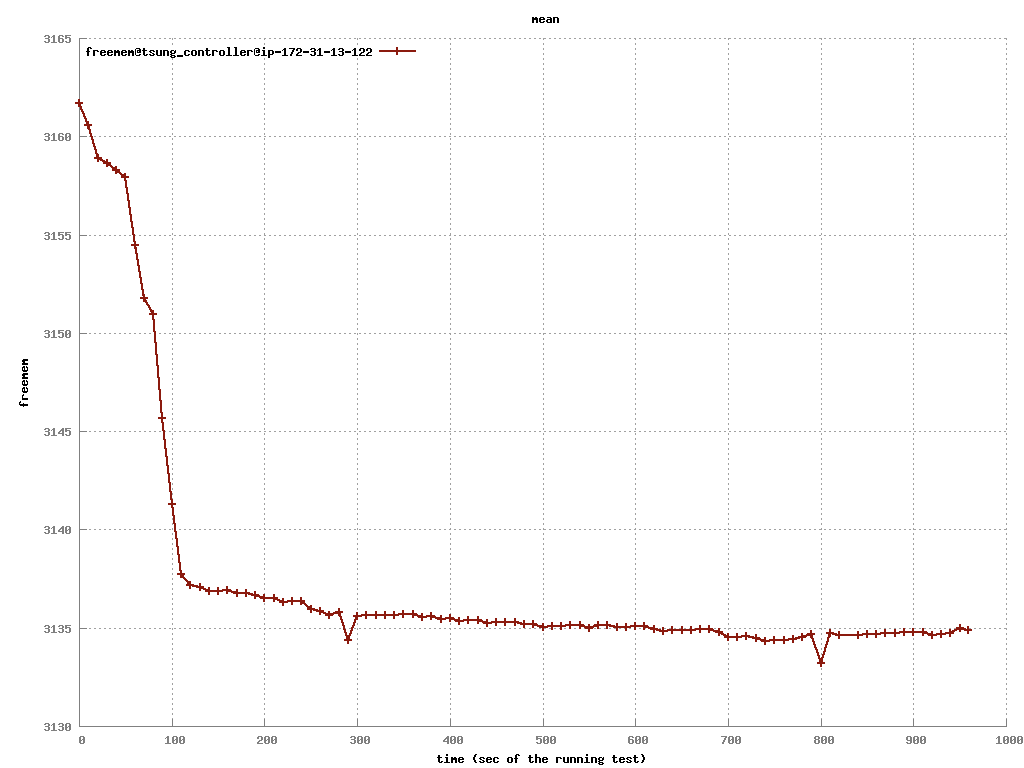 mean
3165
freemem@tsung_controller@ip-172-31-13-122
3160
3155
3150
3145
3140
3135
3130
freemem
0 100 200 300 400 500 600 700 800 900 1000
time (sec of the running test)